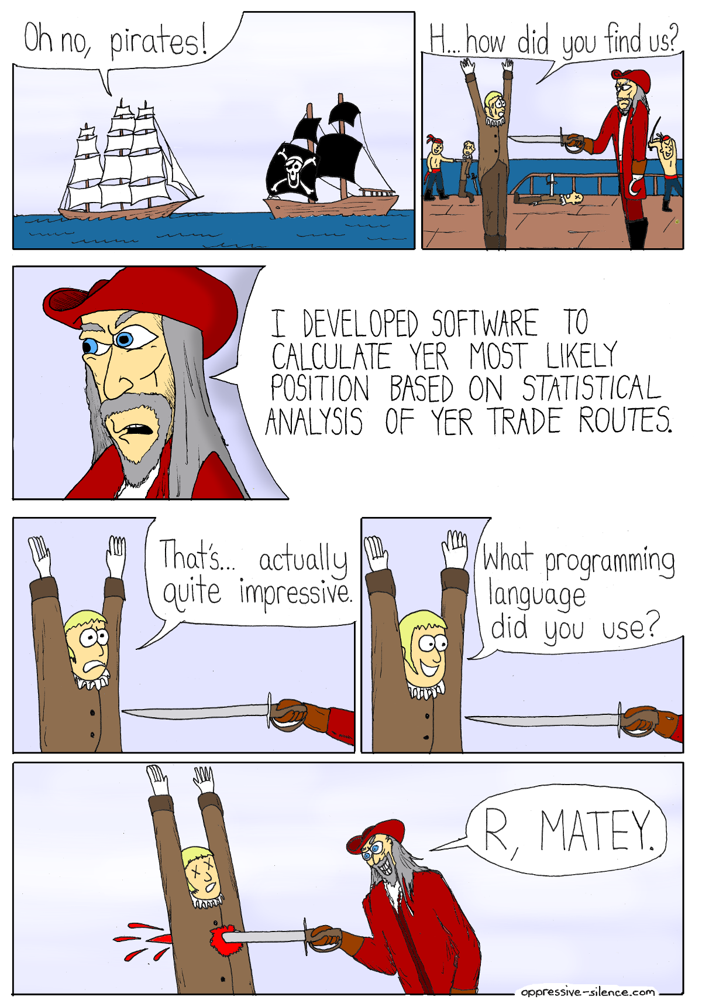 Oh no, pirates!
H...how did you find us?
I DEVELOPED SOFTWARE TO
CALCULATE YER MOST LIKELY
POSITION BASED ON STATISTICAL
ANALYSIS OF YER TRADE ROUTES.
That's... actually
quite impressive.
What programming
language
did you use?
R, MATEY.
oppressive-silence.com